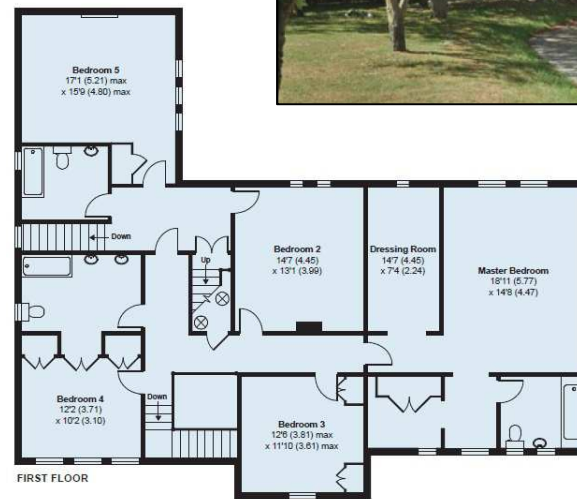 Bedroom 5
17'1 (5.21) max
x 15'9 (4.80) max
Down
Up
Bedroom 2
14'7 (4.45)
x 13'1 (3.99)
Dressing Room
14'7 (4.45)
x 7'4 (2.24)
Master Bedroom
18'11 (5.77)
x 14'8 (4.47)
Bedroom 4
12'2 (3.71)
x 10'2 (3.10)
Down
Bedroom 3
12'6 (3.81) max
x 11'10 (3.61) max
FIRST FLOOR